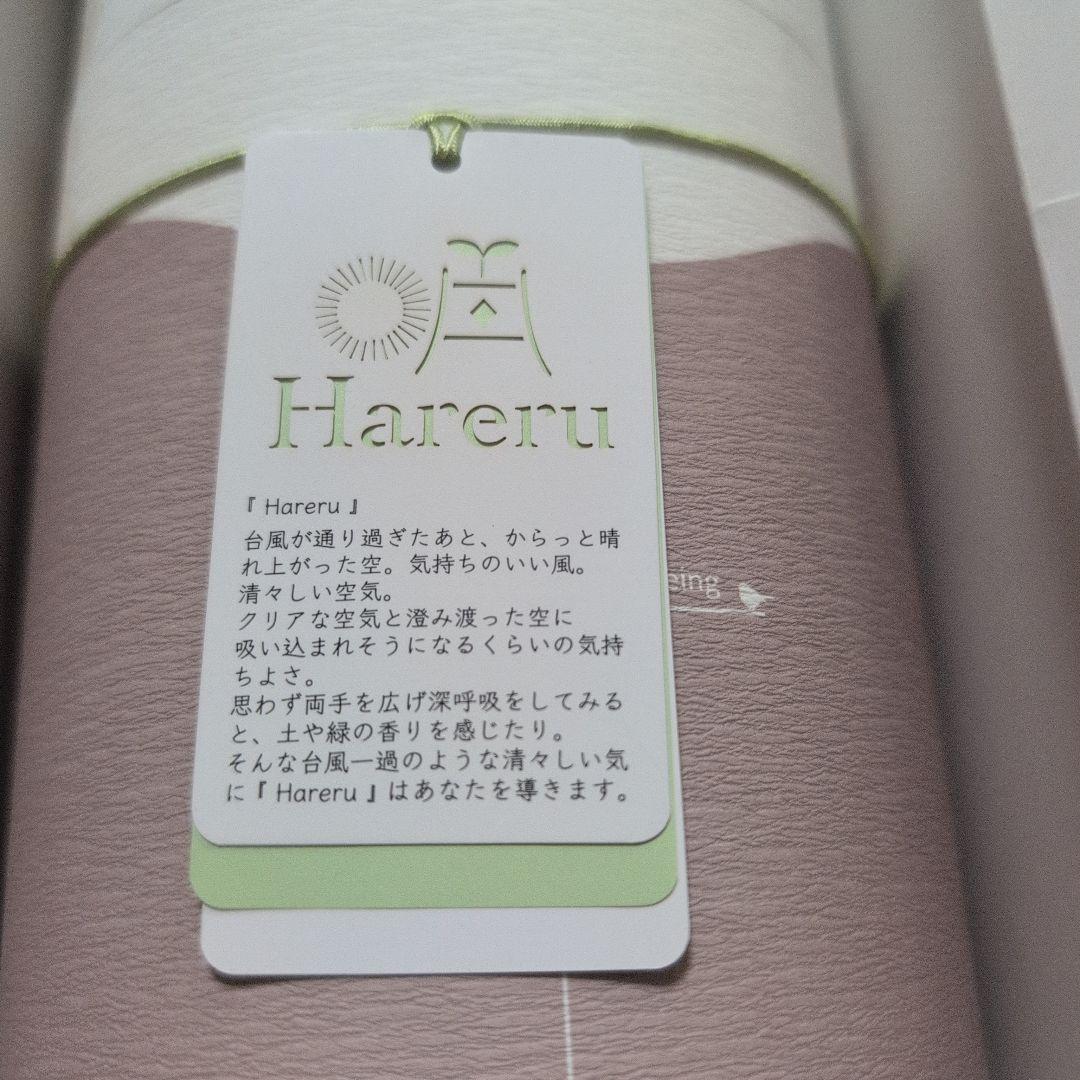 Hareru
『 Hareru 』
台風が通り過ぎたあと、からっと晴
れ上がった空。気持ちのいい風。
清々しい空気。
クリアな空気と澄み渡った空に
吸い込まれそうになるくらいの気持
ちよさ。
思わず両手を広げ深呼吸をしてみる
と、土や緑の香りを感じたり。
そんな台風一過のような清々しい気
に『 Hareru 』はあなたを導きます。
eing